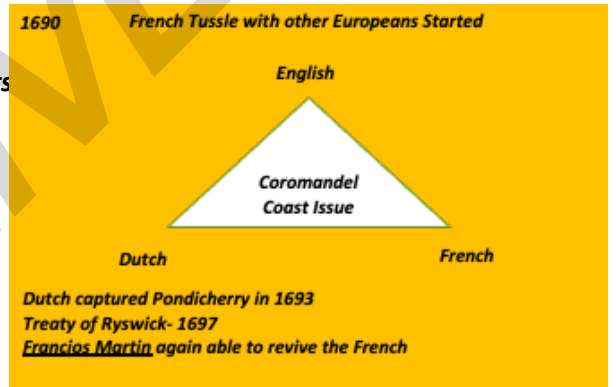 1690 French Tussle with other Europeans Started
English
Coromandel
Coast Issue
Dutch French
Dutch captured Pondicherry in 1693
Treaty of Ryswick- 1697
Francios Martin again able to revive the French